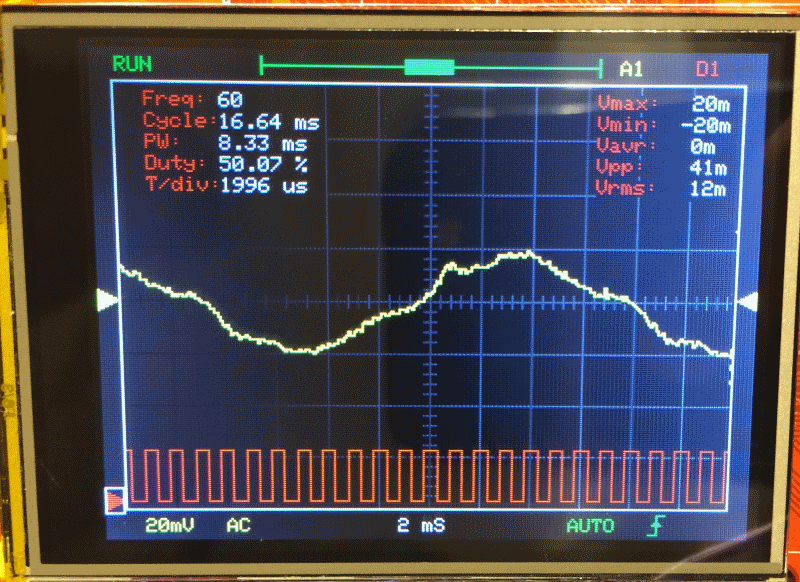 RUN A1 D1
Freq: 60 Vmax: 20m
Cycle:16.64 ms Vmin: -20m
PW: 8.33 ms Vavr: 0m
Duty: 50.07 % Vpp: 41m
T/div:1996 us Vrms: 12m
20mV AC 2 mS AUTO